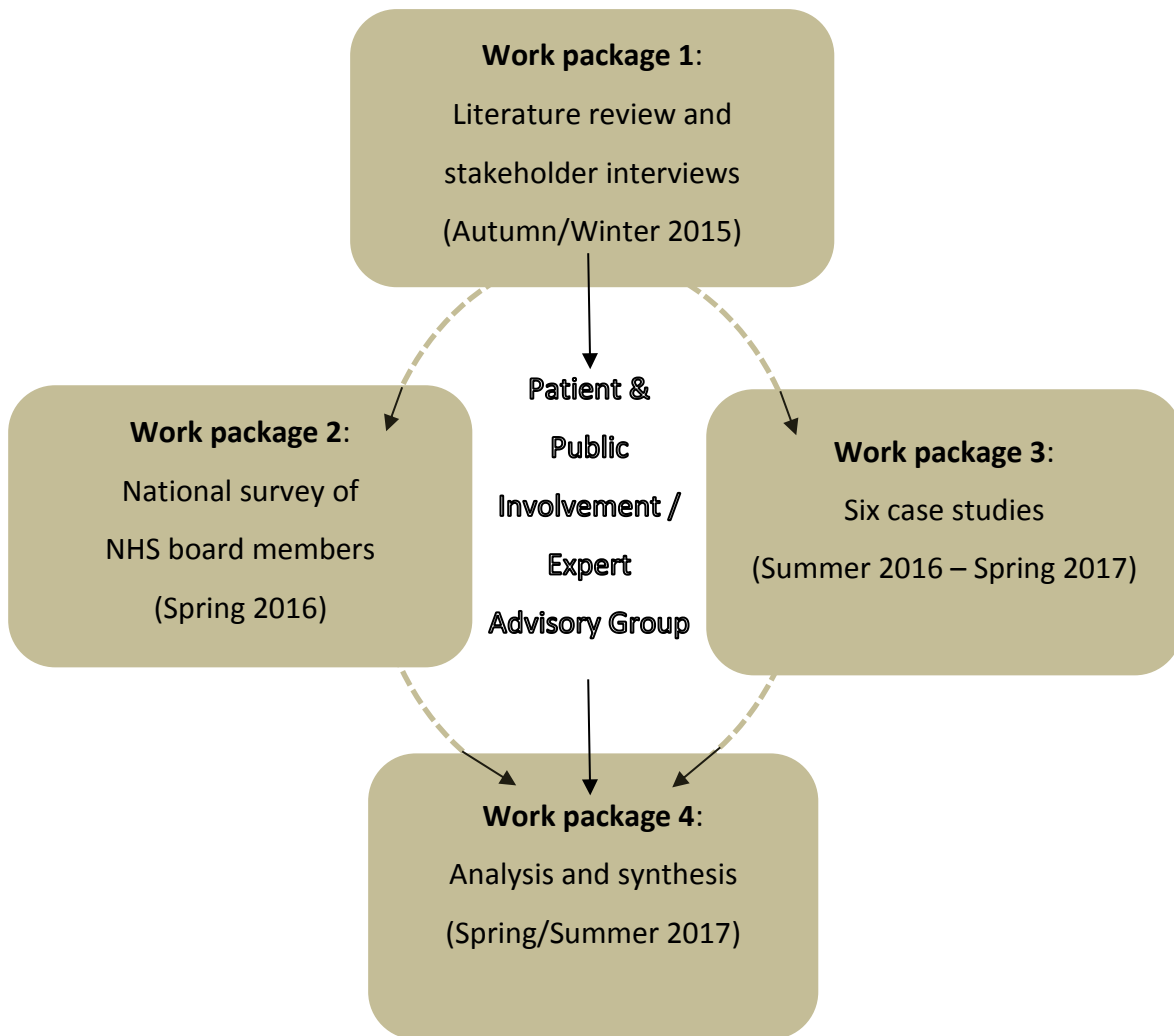 Work package 1:
Literature review and
stakeholder interviews
(Autumn/Winter 2015)
Patient &
Public
Involvement /
Expert
Advisory Group
Work package 2:
National survey of
NHS board members
(Spring 2016)
Work package 3:
Six case studies
(Summer 2016 – Spring 2017)
Work package 4:
Analysis and synthesis
(Spring/Summer 2017)